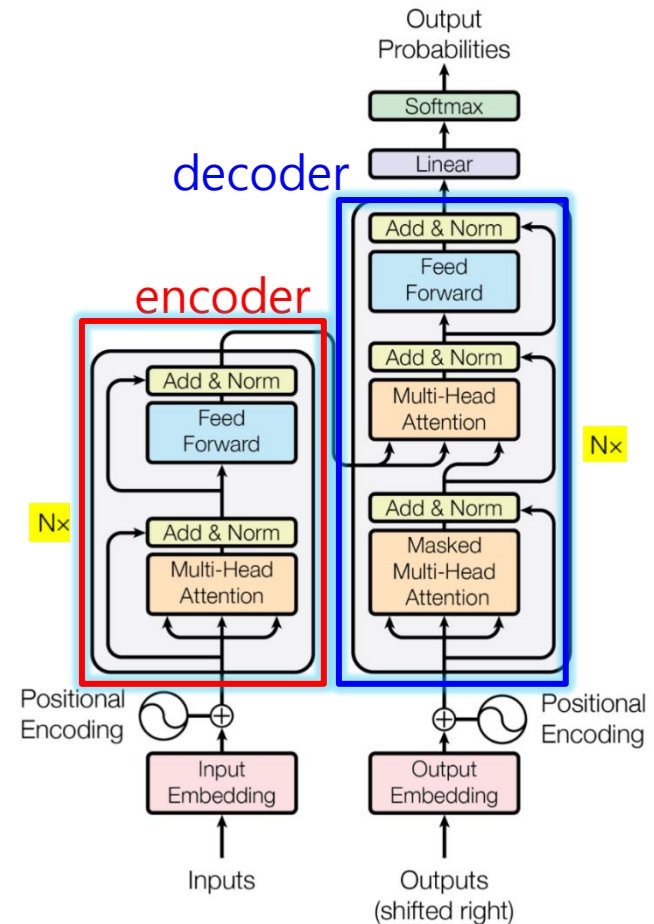 Output
Probabilities
Softmax
Linear
decoder
Add & Norm
Feed
Forward
Add & Norm
Multi-Head
Attention
Nx
Add & Norm
Masked
Multi-Head
Attention
encoder
Add & Norm
Feed
Forward
Nx
Add & Norm
Multi-Head
Attention
Positional
Encoding
Positional
Encoding
Input
Embedding
Output
Embedding
Inputs
Outputs
(shifted right)